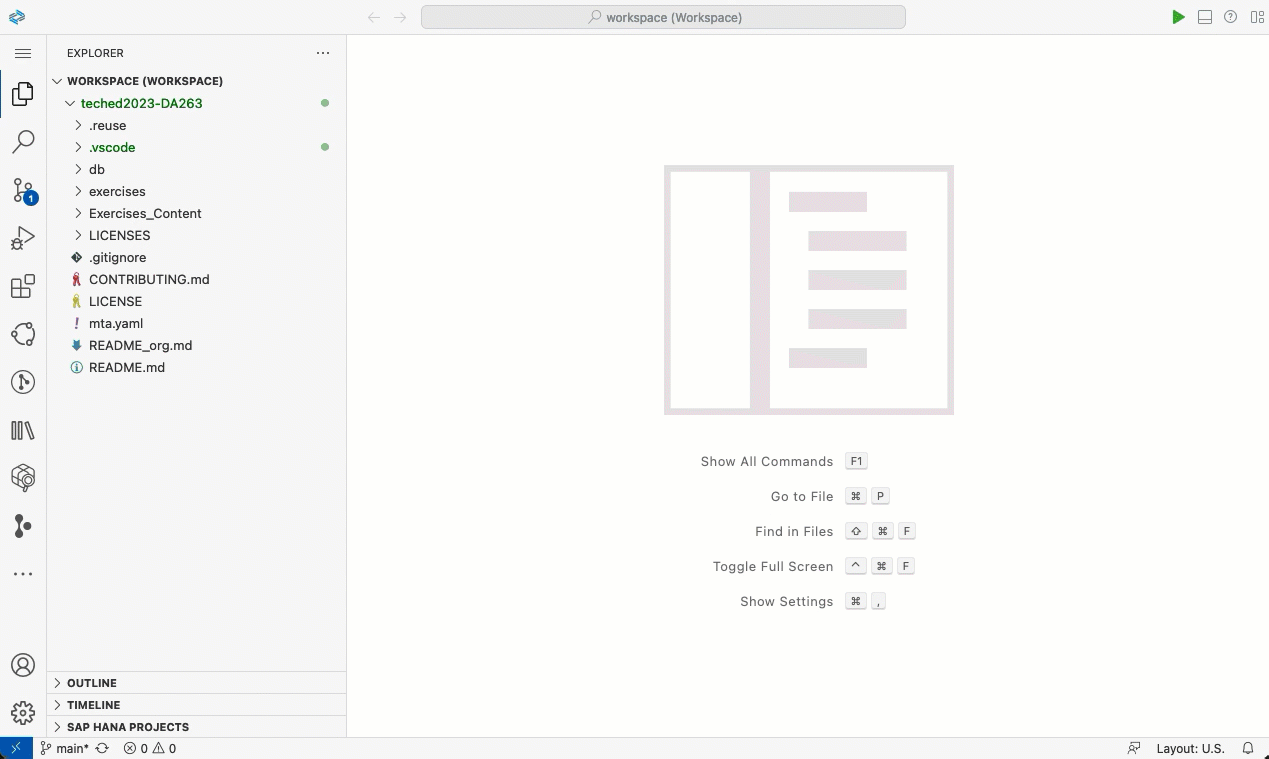 workspace (Workspace)
EXPLORER
WORKSPACE (WORKSPACE)
teched2023-DA263
.reuse
.vscode
db
1
exercises
Exercises_Content
LICENSES
.gitignore
CONTRIBUTING.md
LICENSE
! mta.yaml
README_org.md
README.md
Show All Commands F1
Go to File ⌘ P
Find in Files ⇧ ⌘ F
Toggle Full Screen ^ ⌘ F
Show Settings ⌘ ,
OUTLINE
TIMELINE
SAP HANA PROJECTS
main* 0 0 Layout: U.S.